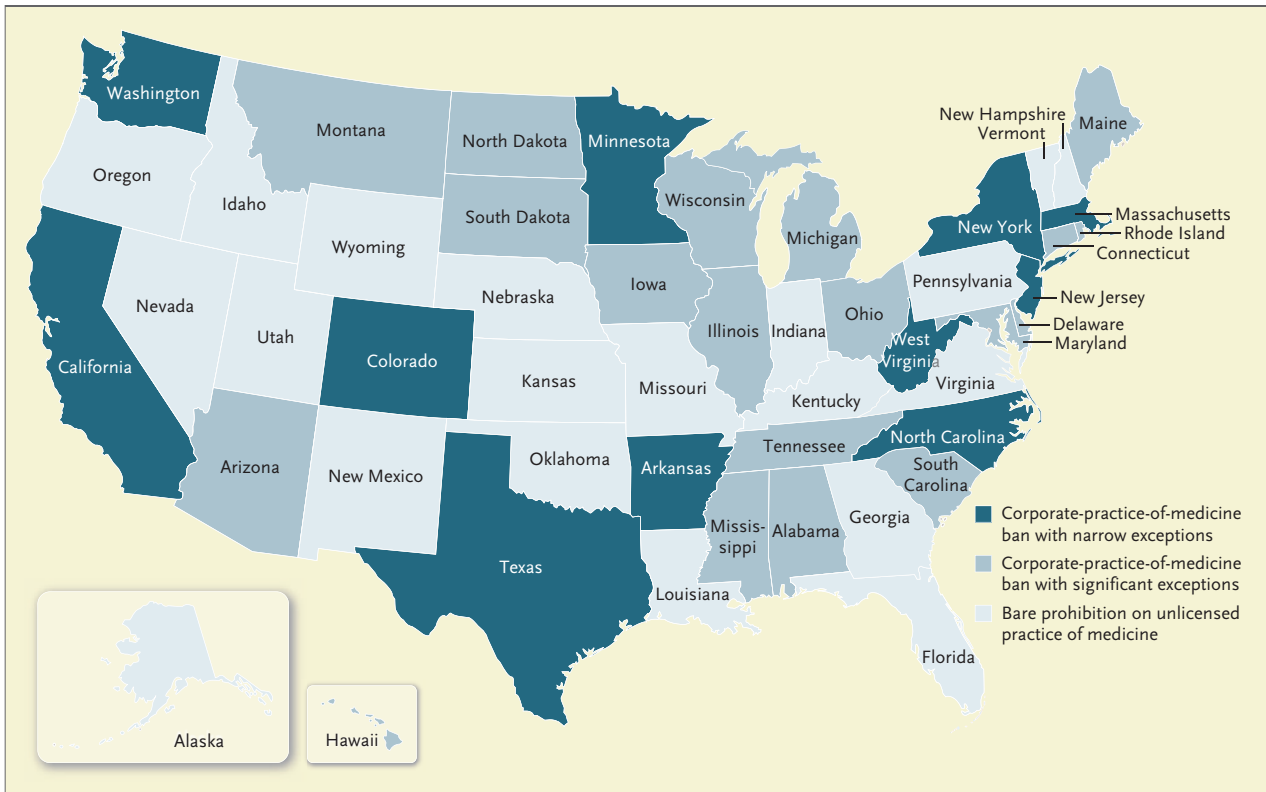 Washington
Montana
North Dakota
Minnesota
New Hampshire
Vermont
Maine
Oregon
Idaho
South Dakota
Wisconsin
Wyoming
Michigan
New York
Massachusetts
Rhode Island
Connecticut
Nevada
Nebraska
Iowa
Pennsylvania
New Jersey
Utah
Illinois
Indiana
Ohio
Delaware
Maryland
California
Colorado
Kansas
Missouri
West
Virginia
Kentucky
Virginia
Arizona
New Mexico
Oklahoma
Arkansas
Tennessee
North Carolina
South
Carolina
Texas
Missis-
sippi
Alabama
Georgia
Louisiana
Florida
Alaska
Hawaii
Corporate-practice-of-medicine
ban with narrow exceptions
Corporate-practice-of-medicine
ban with significant exceptions
Bare prohibition on unlicensed
practice of medicine